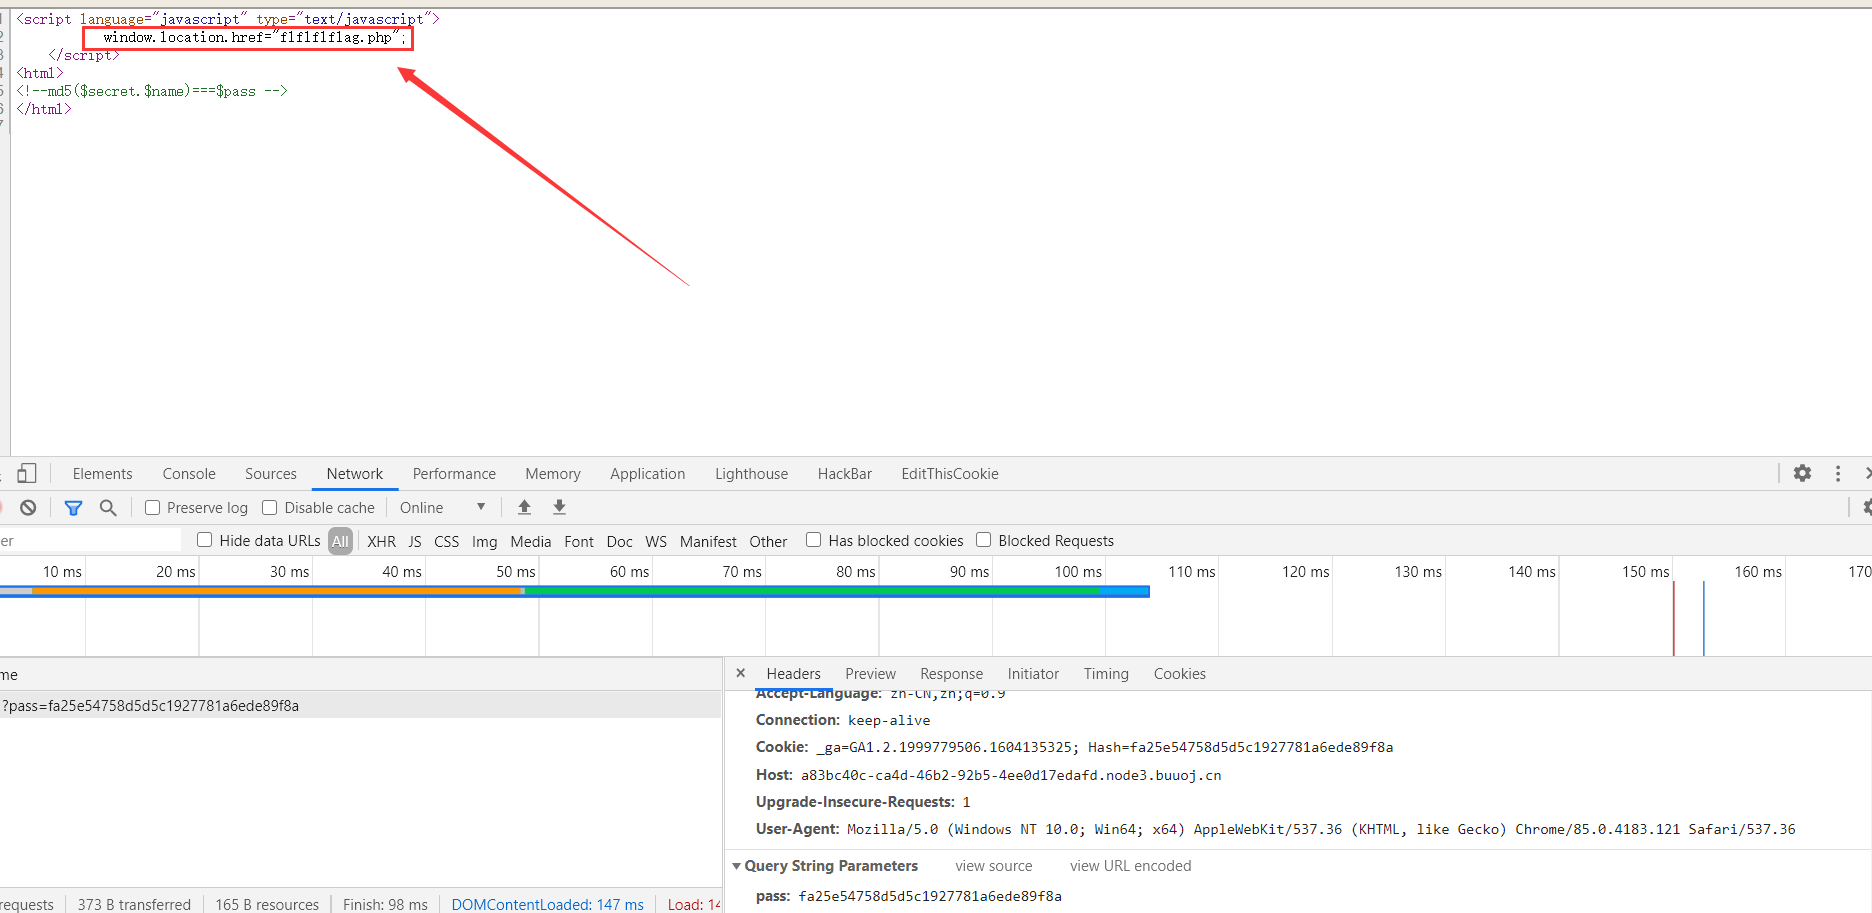 1 <script language="javascript" type="text/javascript">
2 window.location.href="flflflflag.php";
3 </script>
4 <html>
5 <!--md5($secret.$name)===$pass -->
6 </html>
7
Elements Console Sources Network Performance Memory Application Lighthouse HackBar EditThisCookie
Preserve log Disable cache Online
er Hide data URLs All XHR JS CSS Img Media Font Doc WS Manifest Other Has blocked cookies Blocked Requests
10 ms 20 ms 30 ms 40 ms 50 ms 60 ms 70 ms 80 ms 90 ms 100 ms 110 ms 120 ms 130 ms 140 ms 150 ms 160 ms 170
me
?pass=fa25e54758d5d5c1927781a6ede89f8a
Headers Preview Response Initiator Timing Cookies
Accept-Language: zh-CN,zh;q=0.9
Connection: keep-alive
Cookie: _ga=GA1.2.1999779506.1604135325; Hash=fa25e54758d5d5c1927781a6ede89f8a
Host: a83bc40c-ca4d-46b2-92b5-4ee0d17edafd.node3.buuoj.cn
Upgrade-Insecure-Requests: 1
User-Agent: Mozilla/5.0 (Windows NT 10.0; Win64; x64) AppleWebKit/537.36 (KHTML, like Gecko) Chrome/85.0.4183.121 Safari/537.36
Query String Parameters view source view URL encoded
pass: fa25e54758d5d5c1927781a6ede89f8a
requests 373 B transferred 165 B resources Finish: 98 ms DOMContentLoaded: 147 ms Load: 14